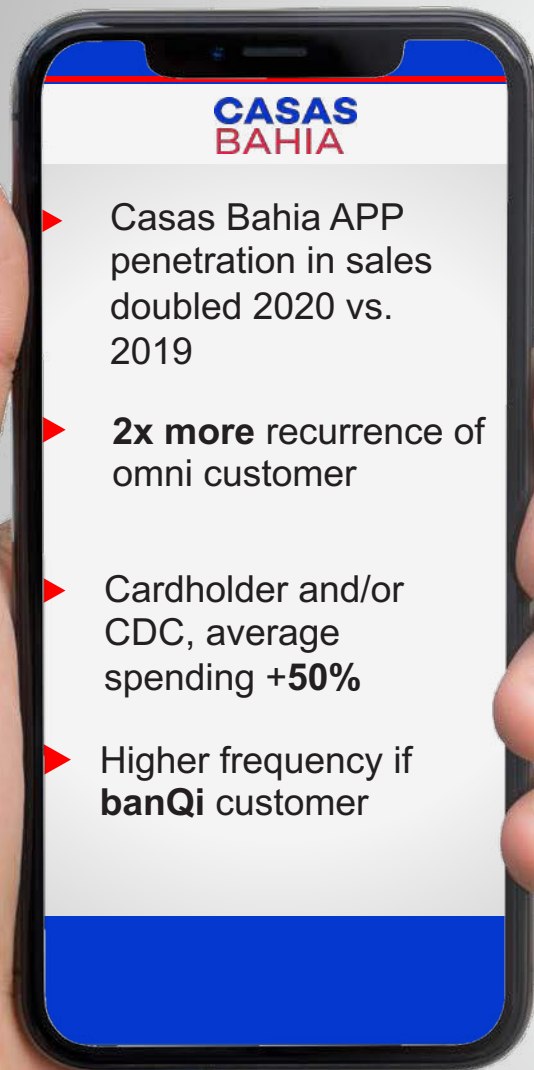 CASAS
BAHIA
Casas Bahia APP
penetration in sales
doubled 2020 vs.
2019
2x more recurrence of
omni customer
Cardholder and/or
CDC, average
spending +50%
Higher frequency if
banQi customer